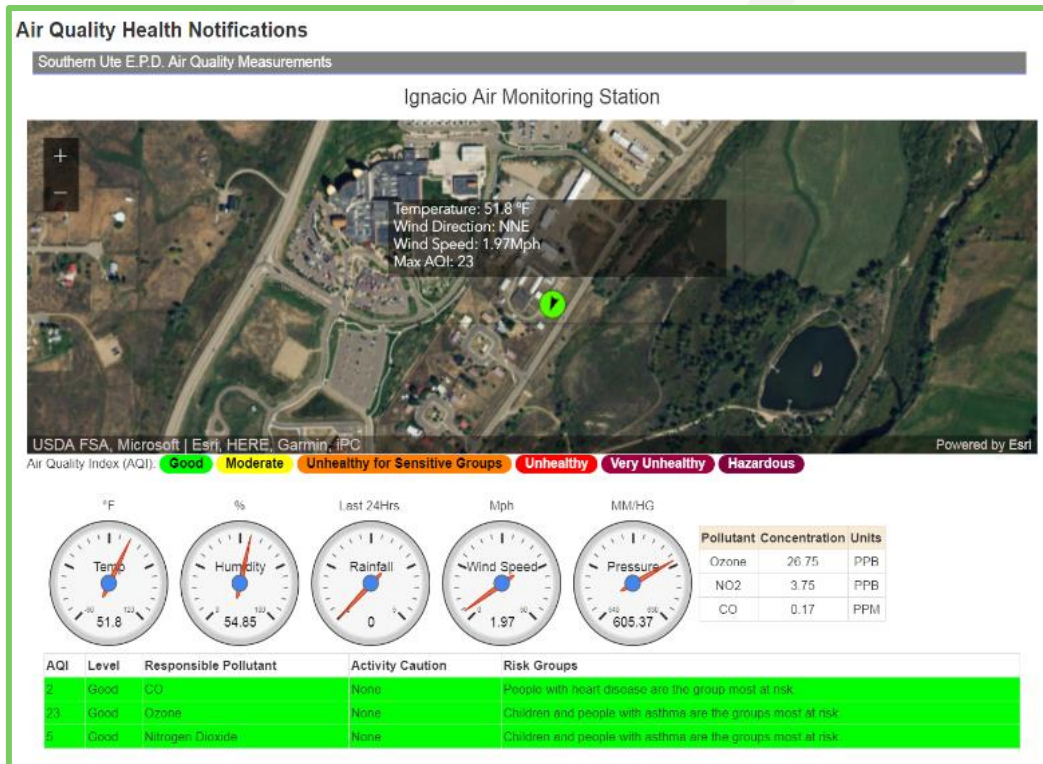 Air Quality Health Notifications
Southern Ute E.P.D. Air Quality Measurements
Ignacio Air Monitoring Station
+
−
Temperature: 51.8 °F
Wind Direction: NNE
Wind Speed: 1.97Mph
Max AQI: 23
USDA FSA, Microsoft | Esri, HERE, Garmin, iPC
Powered by Esri
Air Quality Index (AQI): Good Moderate Unhealthy for Sensitive Groups Unhealthy Very Unhealthy Hazardous
°F % Last 24Hrs Mph MM/HG
Temp Humidity Rainfall Wind Speed Pressure
120 0 100 5 0 50
51.8 54.85 0 1.97 605.37
Pollutant Concentration Units
Ozone 26.75 PPB
NO2 3.75 PPB
CO 0.17 PPM
AQI Level Responsible Pollutant Activity Caution Risk Groups
2 Good CO None People with heart disease are the group most at risk.
23 Good Ozone None Children and people with asthma are the groups most at risk.
5 Good Nitrogen Dioxide None Children and people with asthma are the groups most at risk.